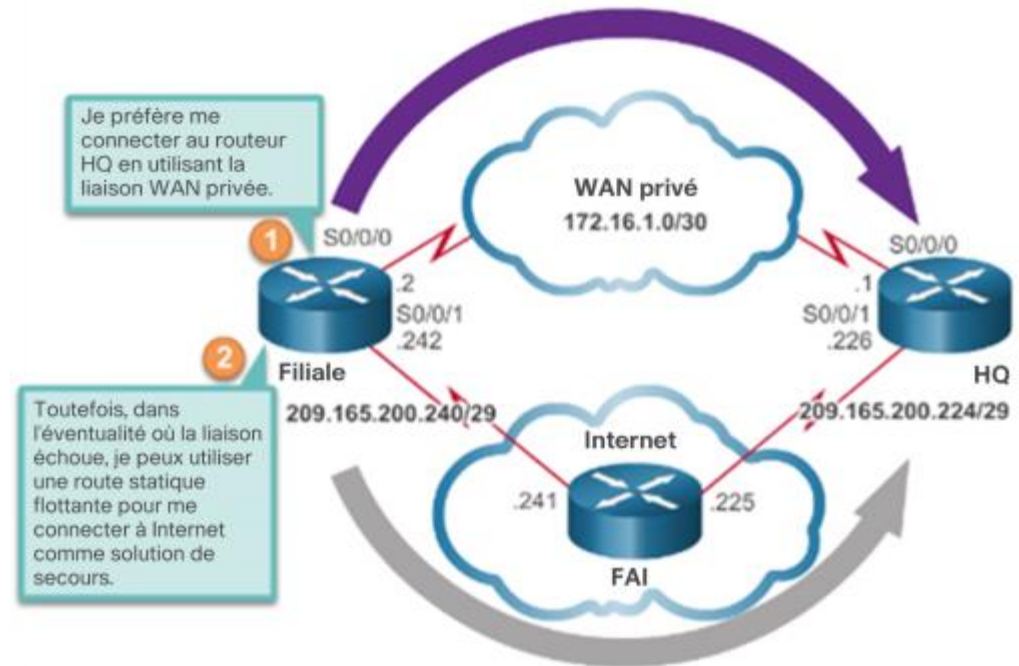 Je préfère me
connecter au routeur
HQ en utilisant la
liaison WAN privée.
WAN privé
172.16.1.0/30
1
S0/0/0
S0/0/0
.2
.1
S0/0/1
S0/0/1
.242
.226
2
Filiale
HQ
209.165.200.240/29
209.165.200.224/29
Toutefois, dans
l'éventualité où la liaison
échoue, je peux utiliser
une route statique
flottante pour me
connecter à Internet
comme solution de
secours.
Internet
.241
.225
FAI